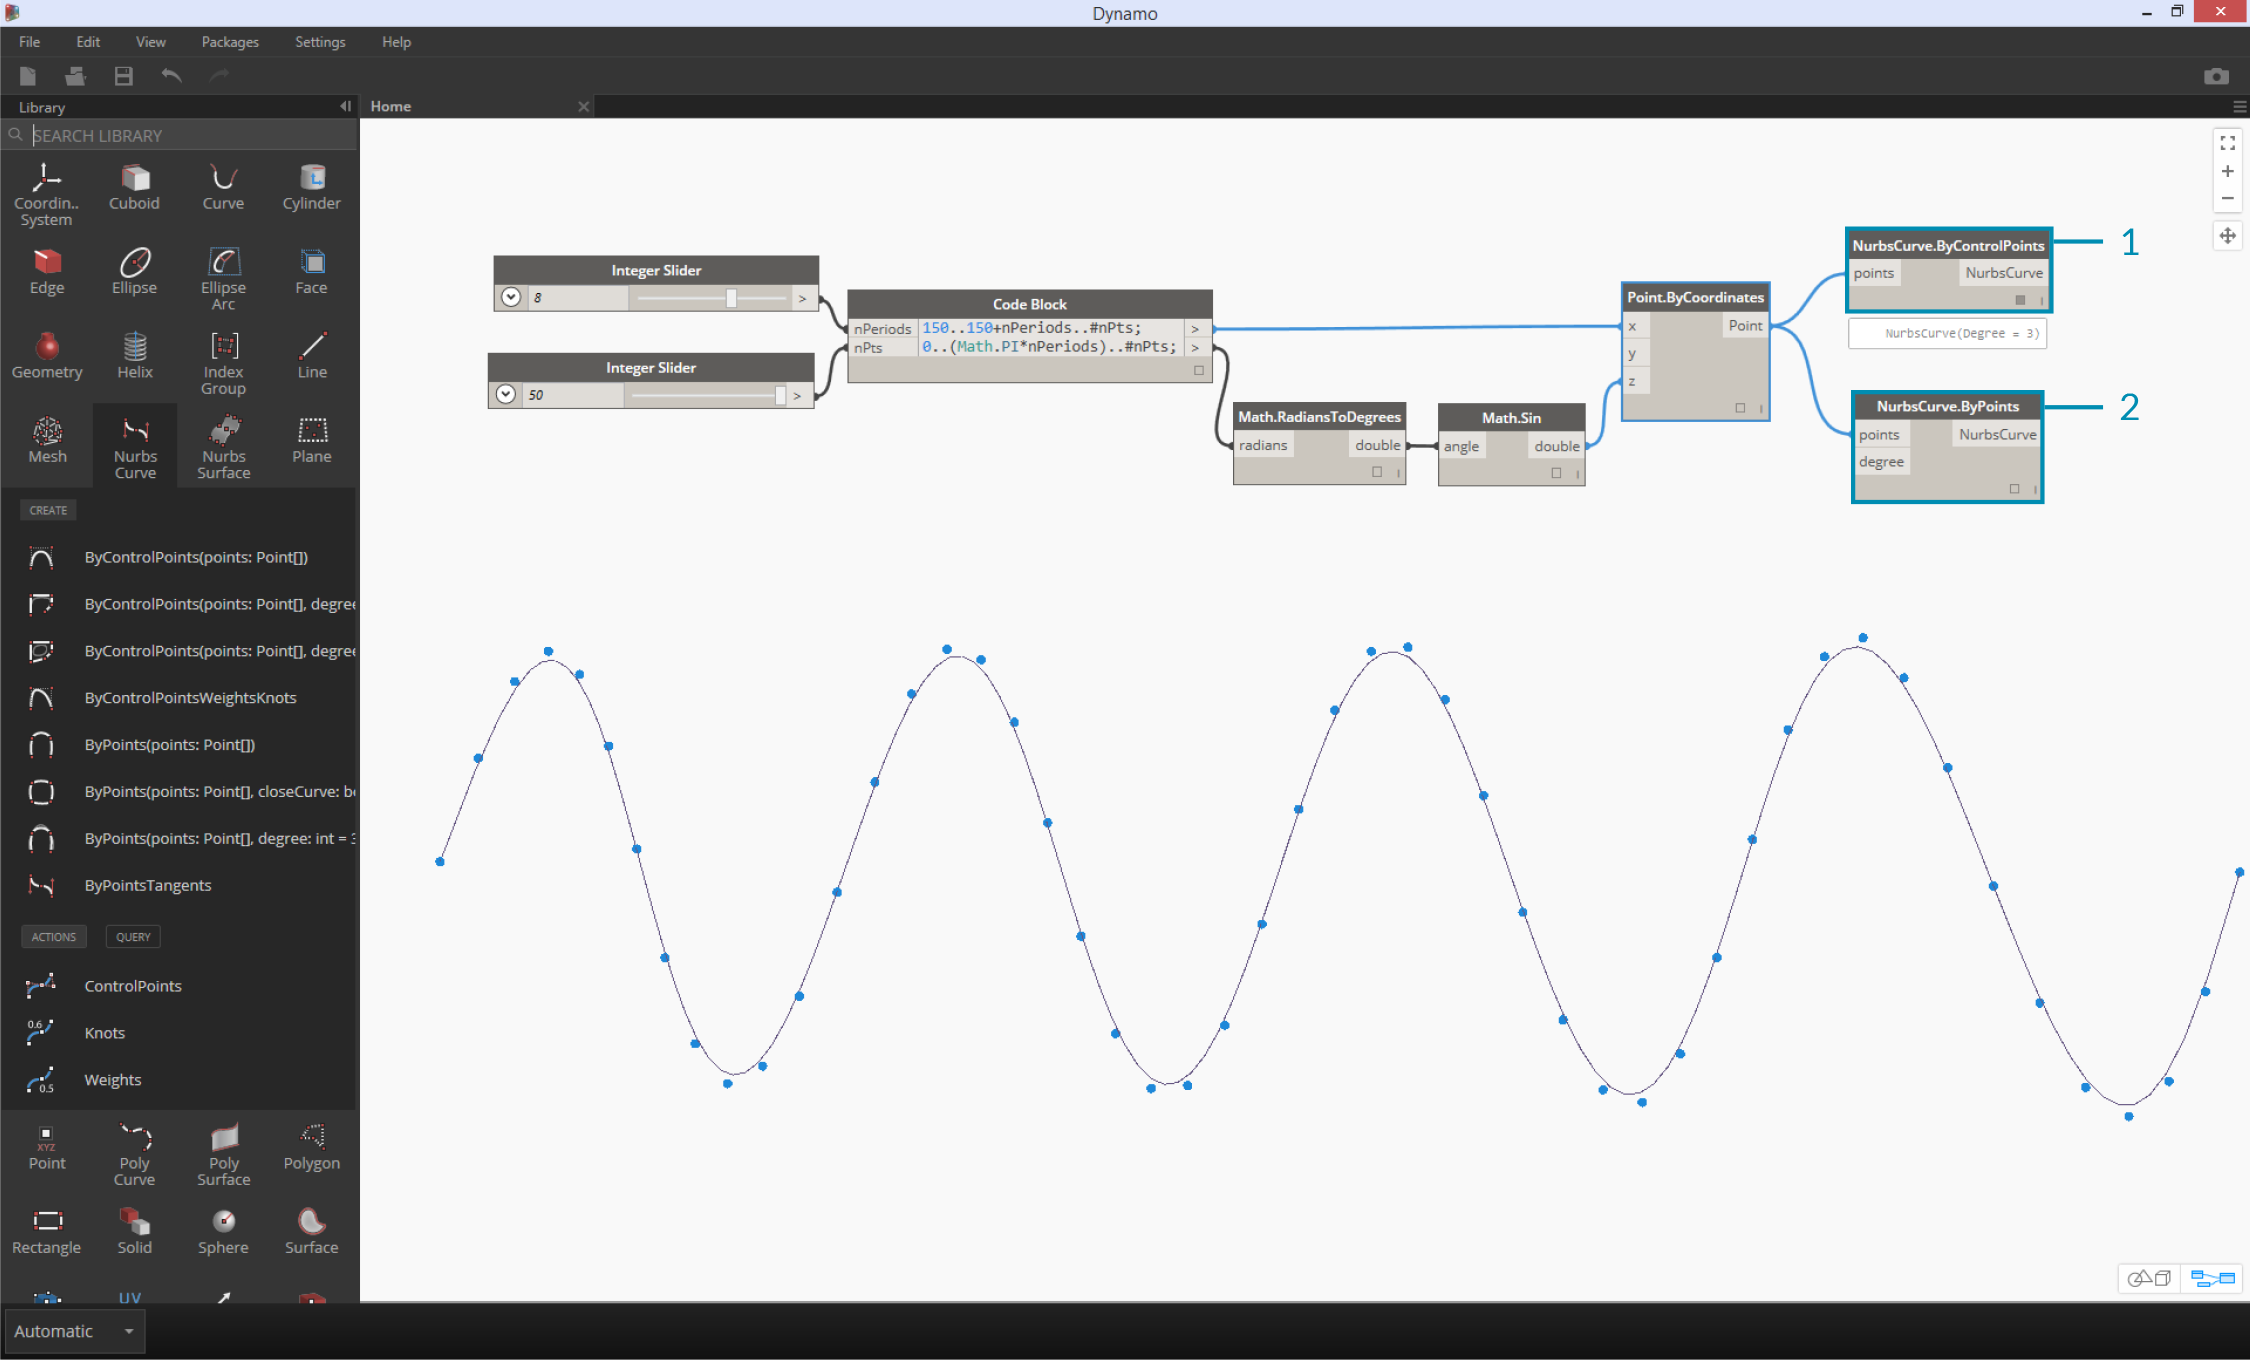 Dynamo
File Edit View Packages Settings Help
Library
Home
SEARCH LIBRARY
Coordin.. System
Cuboid
Curve
Cylinder
Edge
Ellipse
Ellipse Arc
Face
Geometry
Helix
Index Group
Line
Mesh
Nurbs Curve
Nurbs Surface
Plane
CREATE
ByControlPoints(points: Point[])
ByControlPoints(points: Point[], degree
ByControlPoints(points: Point[], degree
ByControlPointsWeightsKnots
ByPoints(points: Point[])
ByPoints(points: Point[], closeCurve: b
ByPoints(points: Point[], degree: int = 3
ByPointsTangents
ACTIONS QUERY
ControlPoints
0.6
Knots
0.5
Weights
XYZ
Point
Poly Curve
Poly Surface
Polygon
Rectangle
Solid
Sphere
Surface
UV
Automatic
Integer Slider
8 >
Integer Slider
50 >
Code Block
nPeriods 150..150+nPeriods..#nPts; >
nPts 0..(Math.PI*nPeriods)..#nPts; >
Math.RadiansToDegrees
radians double
Math.Sin
angle double
Point.ByCoordinates
x Point
y
z
NurbsCurve.ByControlPoints
points NurbsCurve
NurbsCurve(Degree = 3)
1
NurbsCurve.ByPoints
points NurbsCurve
degree
2